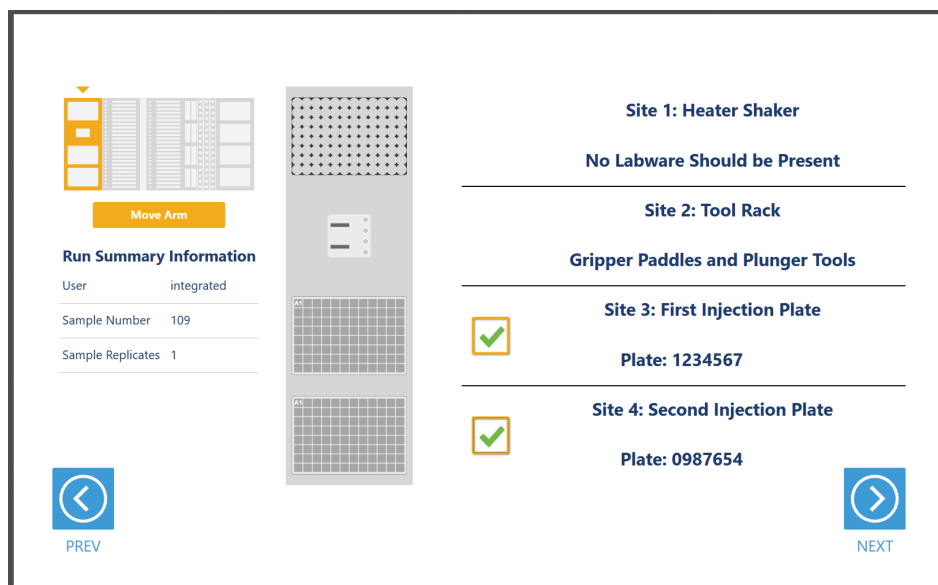 Move Arm
Run Summary Information
User integrated
Sample Number 109
Sample Replicates 1
A1
A1
Site 1: Heater Shaker
No Labware Should be Present
Site 2: Tool Rack
Gripper Paddles and Plunger Tools
Site 3: First Injection Plate
Plate: 1234567
Site 4: Second Injection Plate
Plate: 0987654
PREV
NEXT